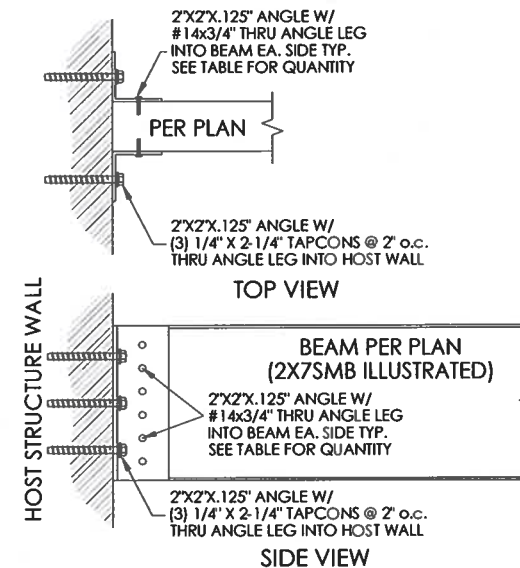 2"X2"X.125" ANGLE W/
#14x3/4" THRU ANGLE LEG
INTO BEAM EA. SIDE TYP.
SEE TABLE FOR QUANTITY
PER PLAN
2"X2"X.125" ANGLE W/
(3) 1/4" X 2-1/4" TAPCONS @ 2" o.c.
THRU ANGLE LEG INTO HOST WALL
TOP VIEW
HOST STRUCTURE WALL
BEAM PER PLAN
(2X7SMB ILLUSTRATED)
2"X2"X.125" ANGLE W/
#14x3/4" THRU ANGLE LEG
INTO BEAM EA. SIDE TYP.
SEE TABLE FOR QUANTITY
2"X2"X.125" ANGLE W/
(3) 1/4" X 2-1/4" TAPCONS @ 2" o.c.
THRU ANGLE LEG INTO HOST WALL
SIDE VIEW